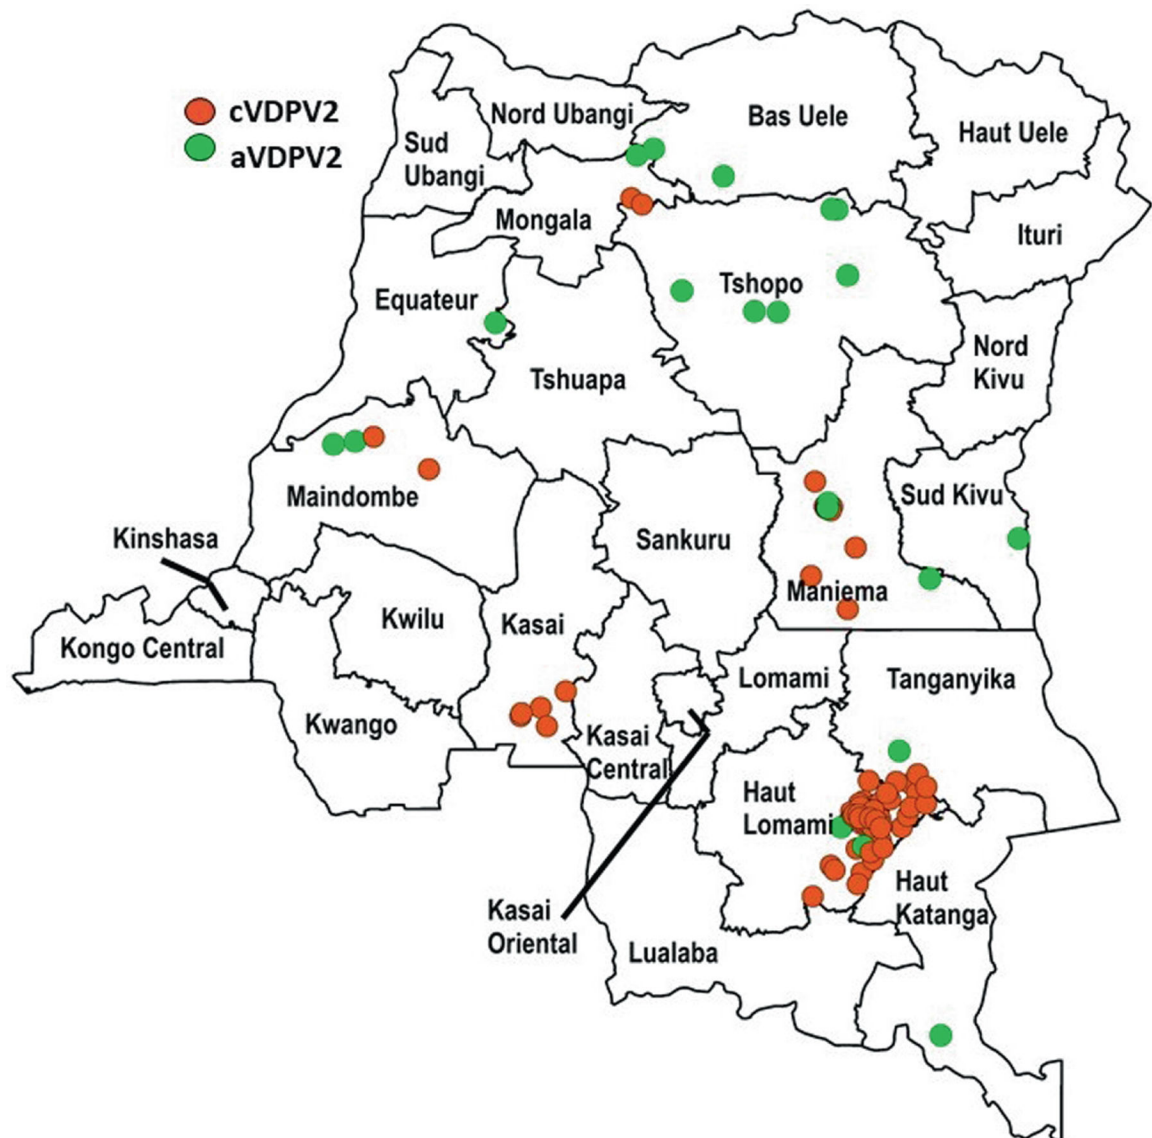 cVDPV2
aVDPV2
Nord Ubangi
Bas Uele
Haut Uele
Sud
Ubangi
Mongala
Ituri
Equateur
Tshopo
Tshuapa
Nord
Kivu
Maindombe
Sud Kivu
Kinshasa
Sankuru
Maniema
Kongo Central
Kwilu
Kasai
Lomami
Tanganyika
Kwango
Kasai
Central
Haut
Lomami
Haut
Katanga
Kasai
Oriental
Lualaba